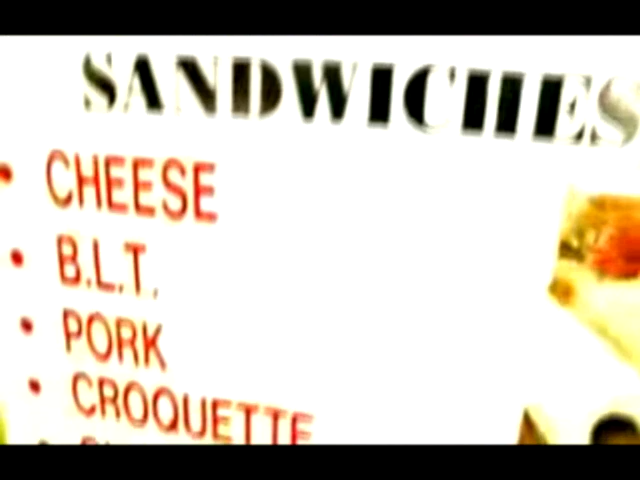 SANDWICHES
• CHEESE
• B.L.T.
• PORK
• CROQUETTE